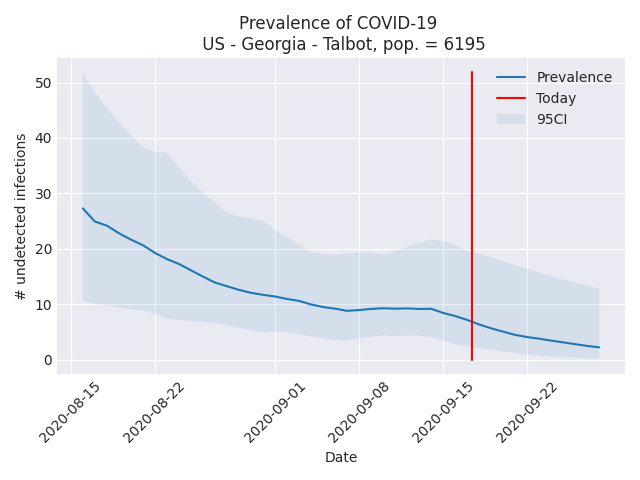 Prevalence of COVID-19
US - Georgia - Talbot, pop. = 6195
Prevalence
Today
95CI
50
40
30
20
10
0
# undetected infections
2020-08-15
2020-08-22
2020-09-01
2020-09-08
2020-09-15
2020-09-22
Date